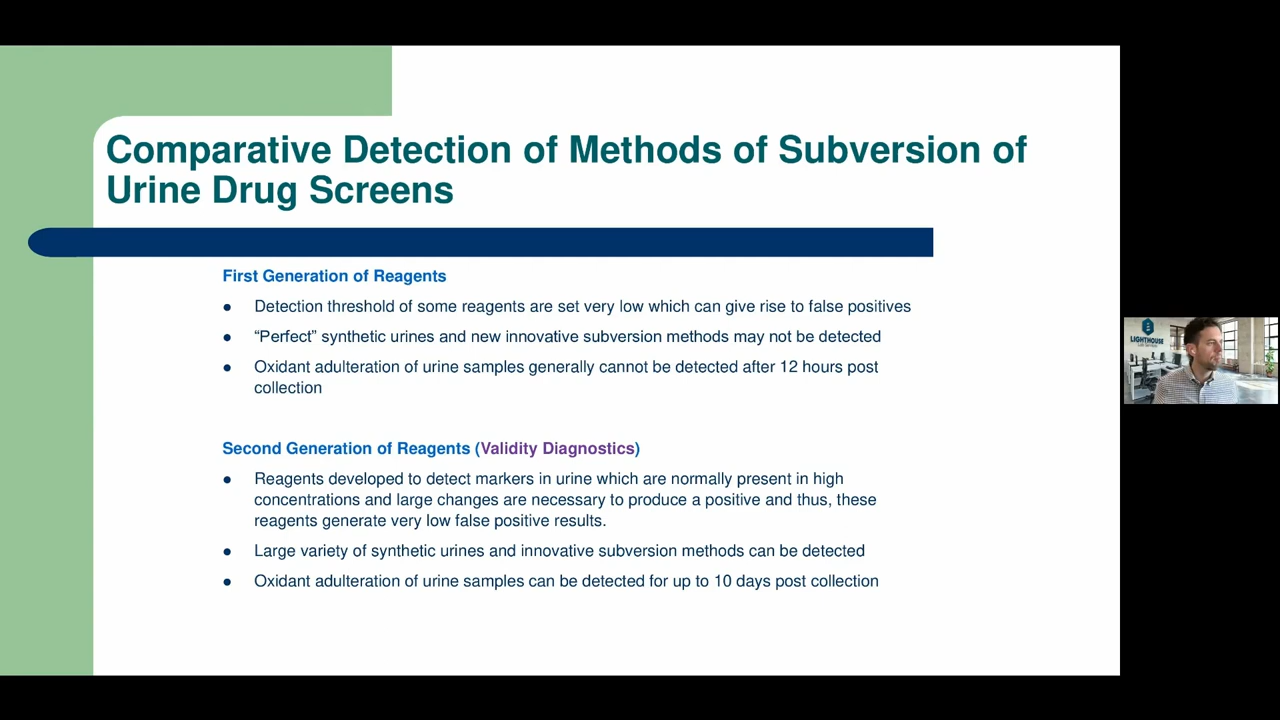 Comparative Detection of Methods of Subversion of
Urine Drug Screens
First Generation of Reagents
● Detection threshold of some reagents are set very low which can give rise to false positives
● “Perfect” synthetic urines and new innovative subversion methods may not be detected
● Oxidant adulteration of urine samples generally cannot be detected after 12 hours post
collection
Second Generation of Reagents (Validity Diagnostics)
● Reagents developed to detect markers in urine which are normally present in high
concentrations and large changes are necessary to produce a positive and thus, these
reagents generate very low false positive results.
● Large variety of synthetic urines and innovative subversion methods can be detected
● Oxidant adulteration of urine samples can be detected for up to 10 days post collection
LIGHTHOUSE